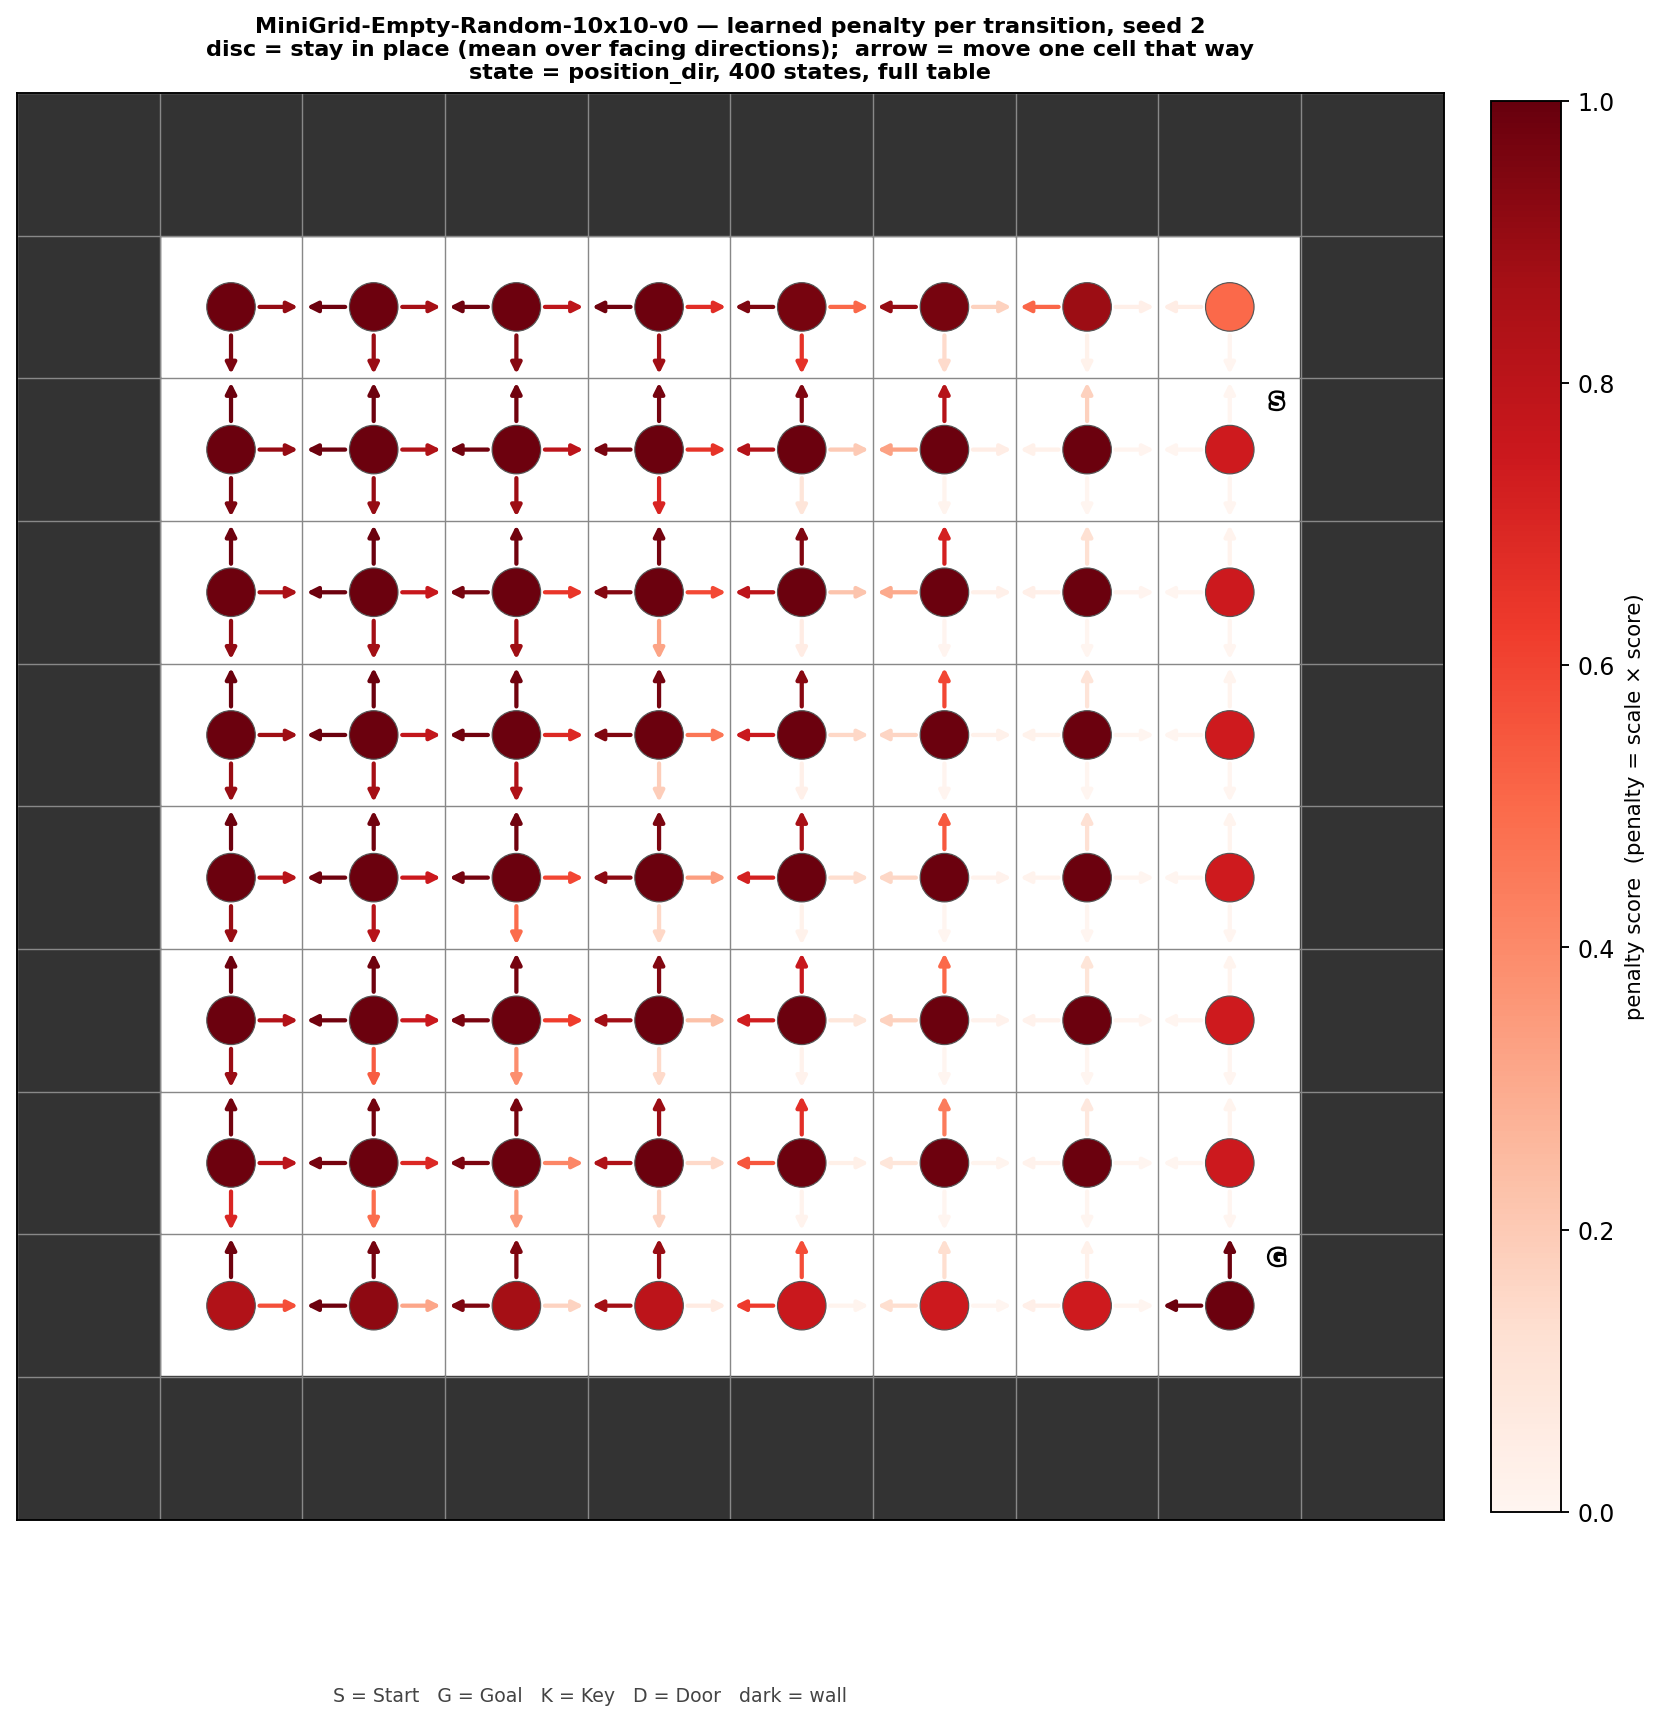 MiniGrid-Empty-Random-10x10-v0 — learned penalty per transition, seed 2
disc = stay in place (mean over facing directions);  arrow = move one cell that way
state = position_dir, 400 states, full table
S
G
1.0
0.8
0.6
0.4
0.2
0.0
penalty score  (penalty = scale × score)
S = Start   G = Goal   K = Key   D = Door   dark = wall